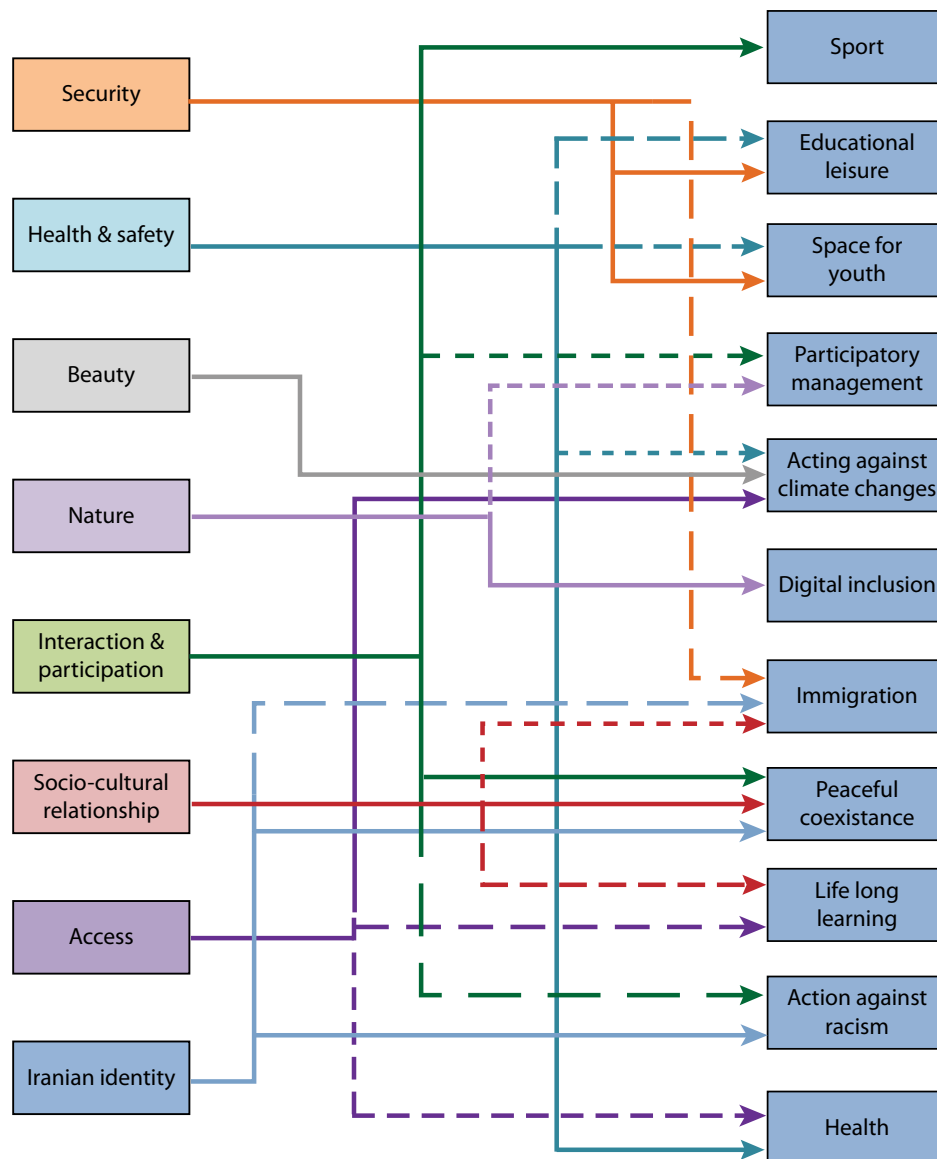 Security
Health & safety
Beauty
Nature
Interaction &
participation
Socio-cultural
relationship
Access
Iranian identity
Sport
Educational
leisure
Space for
youth
Participatory
management
Acting against
climate changes
Digital inclusion
Immigration
Peaceful
coexistance
Life long
learning
Action against
racism
Health